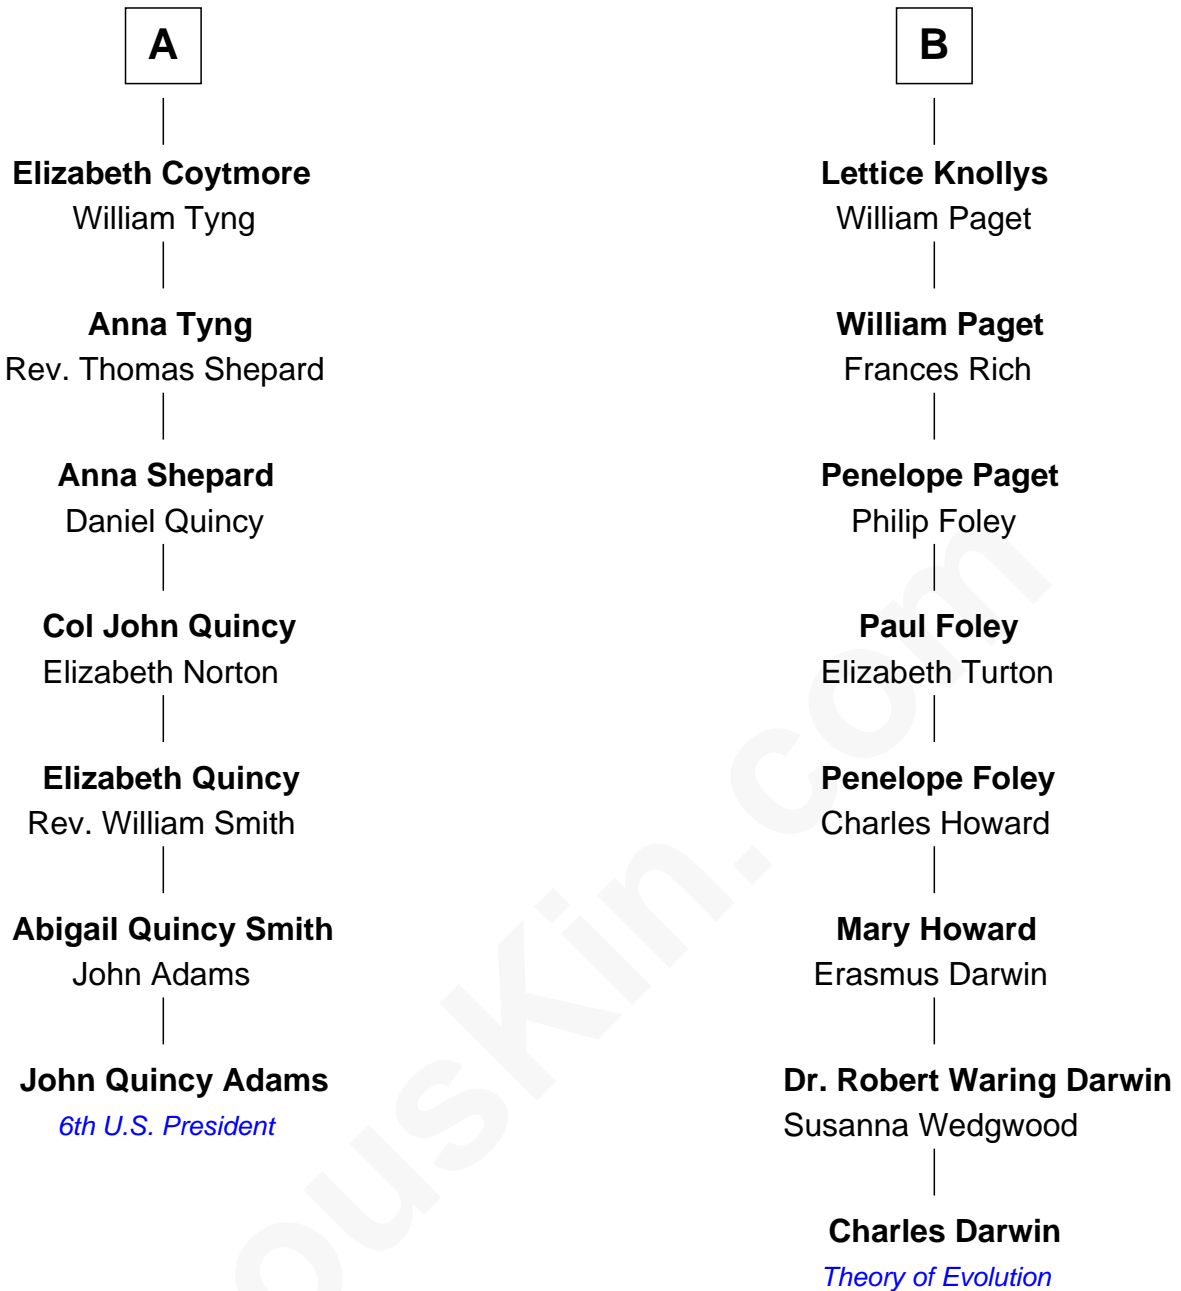 A
Elizabeth Coytmore
William Tyng
Anna Tyng
Rev. Thomas Shepard
Anna Shepard
Daniel Quincy
Col John Quincy
Elizabeth Norton
Elizabeth Quincy
Rev. William Smith
Abigail Quincy Smith
John Adams
John Quincy Adams
6th U.S. President
B
Lettice Knollys
William Paget
William Paget
Frances Rich
Penelope Paget
Philip Foley
Paul Foley
Elizabeth Turton
Penelope Foley
Charles Howard
Mary Howard
Erasmus Darwin
Dr. Robert Waring Darwin
Susanna Wedgwood
Charles Darwin
Theory of Evolution
ousKin.com